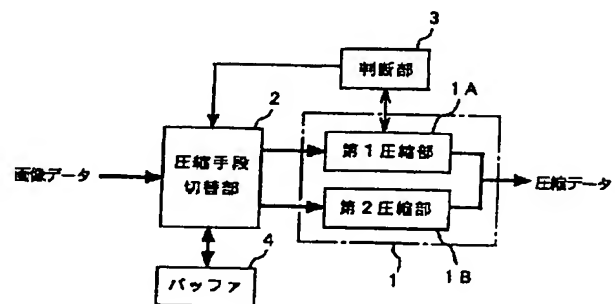 3
判断部
2
1A
圧縮手段
切替部
第1圧縮部
画像データ
圧縮データ
第2圧縮部
4
1
1B
バッファ